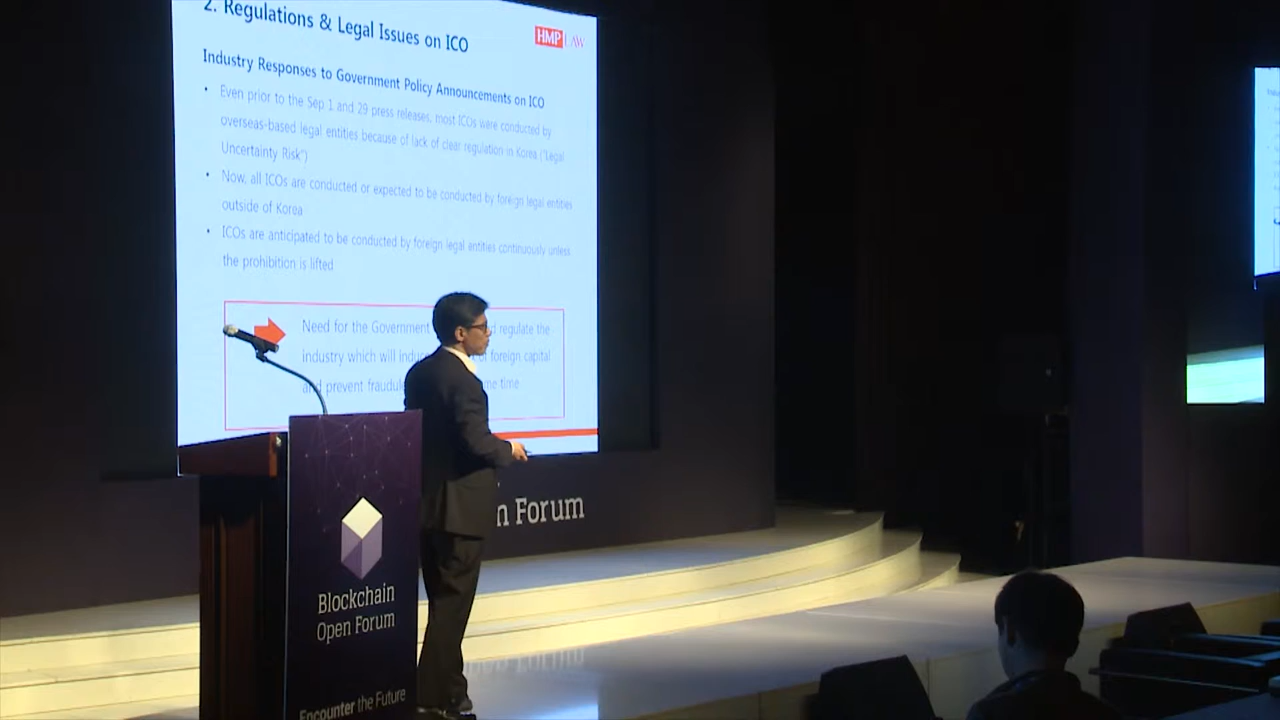 2. Regulations & Legal Issues on ICO
HMP LAW
Industry Responses to Government Policy Announcements on ICO
• Even prior to the Sep 1 and 29 press releases, most ICOs were conducted by
overseas-based legal entities because of lack of clear regulation in Korea ("Legal
Uncertainty Risk")
• Now, all ICOs are conducted or expected to be conducted by foreign legal entities
outside of Korea
• ICOs are anticipated to be conducted by foreign legal entities continuously unless
the prohibition is lifted
Need for the Government regulate the
industry which will foreign capital
and prevent time
Forum
Blockchain
Open Forum
Encounter the Future